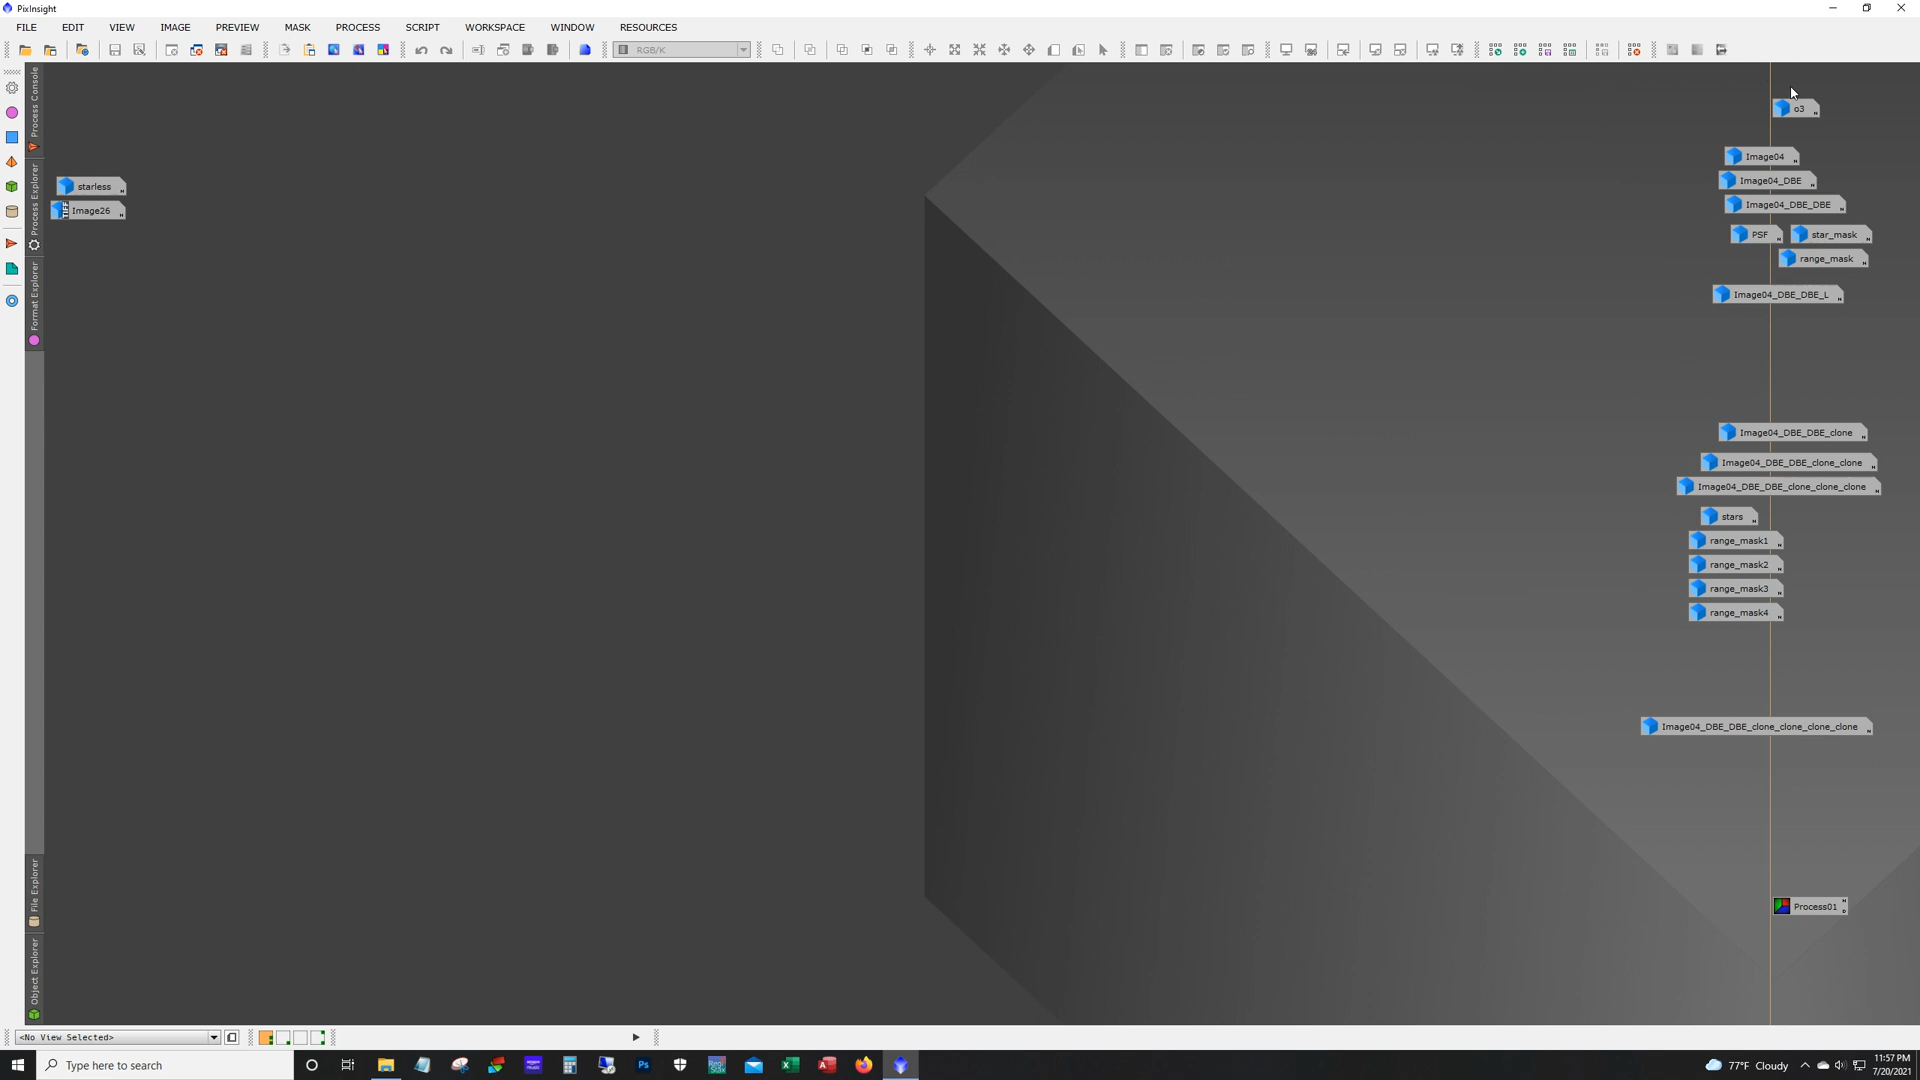 PixInsight
FILE EDIT VIEW IMAGE PREVIEW MASK PROCESS SCRIPT WORKSPACE WINDOW RESOURCES
RGB/K
Process Console
Process Explorer
Format Explorer
File Explorer
Object Explorer
starless
TIFF Image26
o3
Image04
Image04_DBE
Image04_DBE_DBE
PSF star_mask
range_mask
Image04_DBE_DBE_L
Image04_DBE_DBE_clone
Image04_DBE_DBE_clone_clone
Image04_DBE_DBE_clone_clone_clone
stars
range_mask1
range_mask2
range_mask3
range_mask4
Image04_DBE_DBE_clone_clone_clone_clone
Process01
<No View Selected>
Type here to search
Ps
77°F Cloudy
11:57 PM
7/20/2021